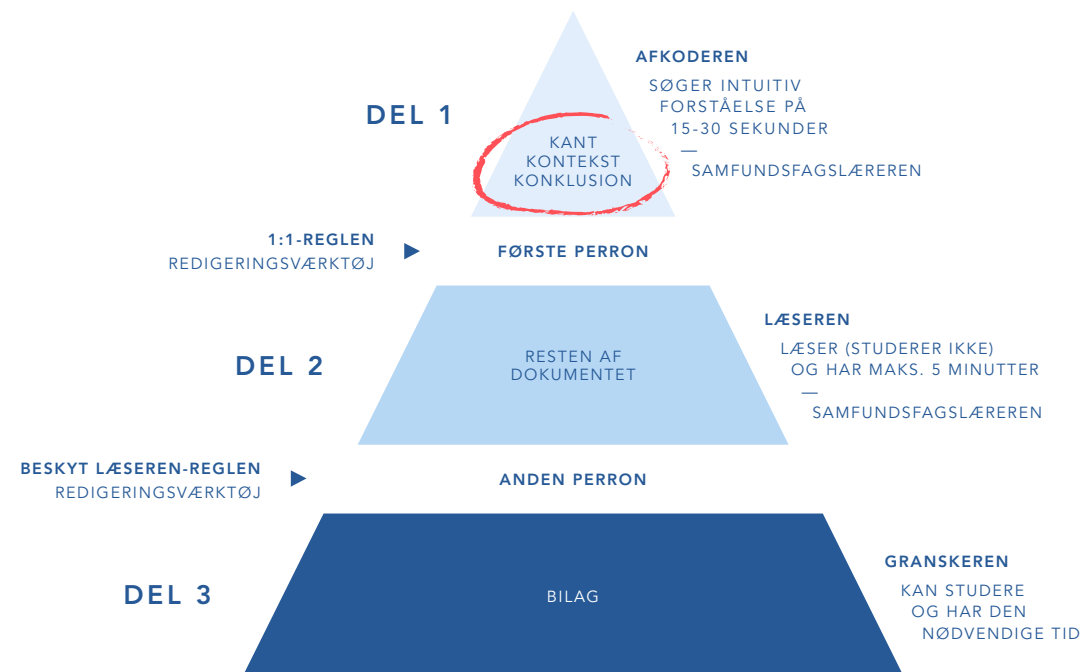 DEL 1
KANT
KONTEKST
KONKLUSION
AFKODEREN
SØGER INTUITIV
FORSTÅELSE PÅ
15-30 SEKUNDER
—
SAMFUNDSFAGSLÆREREN
1:1-REGLEN
REDIGERINGSVÆRKTØJ
FØRSTE PERRON
DEL 2
RESTEN AF
DOKUMENTET
LÆSEREN
LÆSER (STUDERER IKKE)
OG HAR MAKS. 5 MINUTTER
—
SAMFUNDSFAGSLÆREREN
BESKYT LÆSEREN-REGLEN
REDIGERINGSVÆRKTØJ
ANDEN PERRON
DEL 3
BILAG
GRANSKEREN
KAN STUDERE
OG HAR DEN
NØDVENDIGE TID